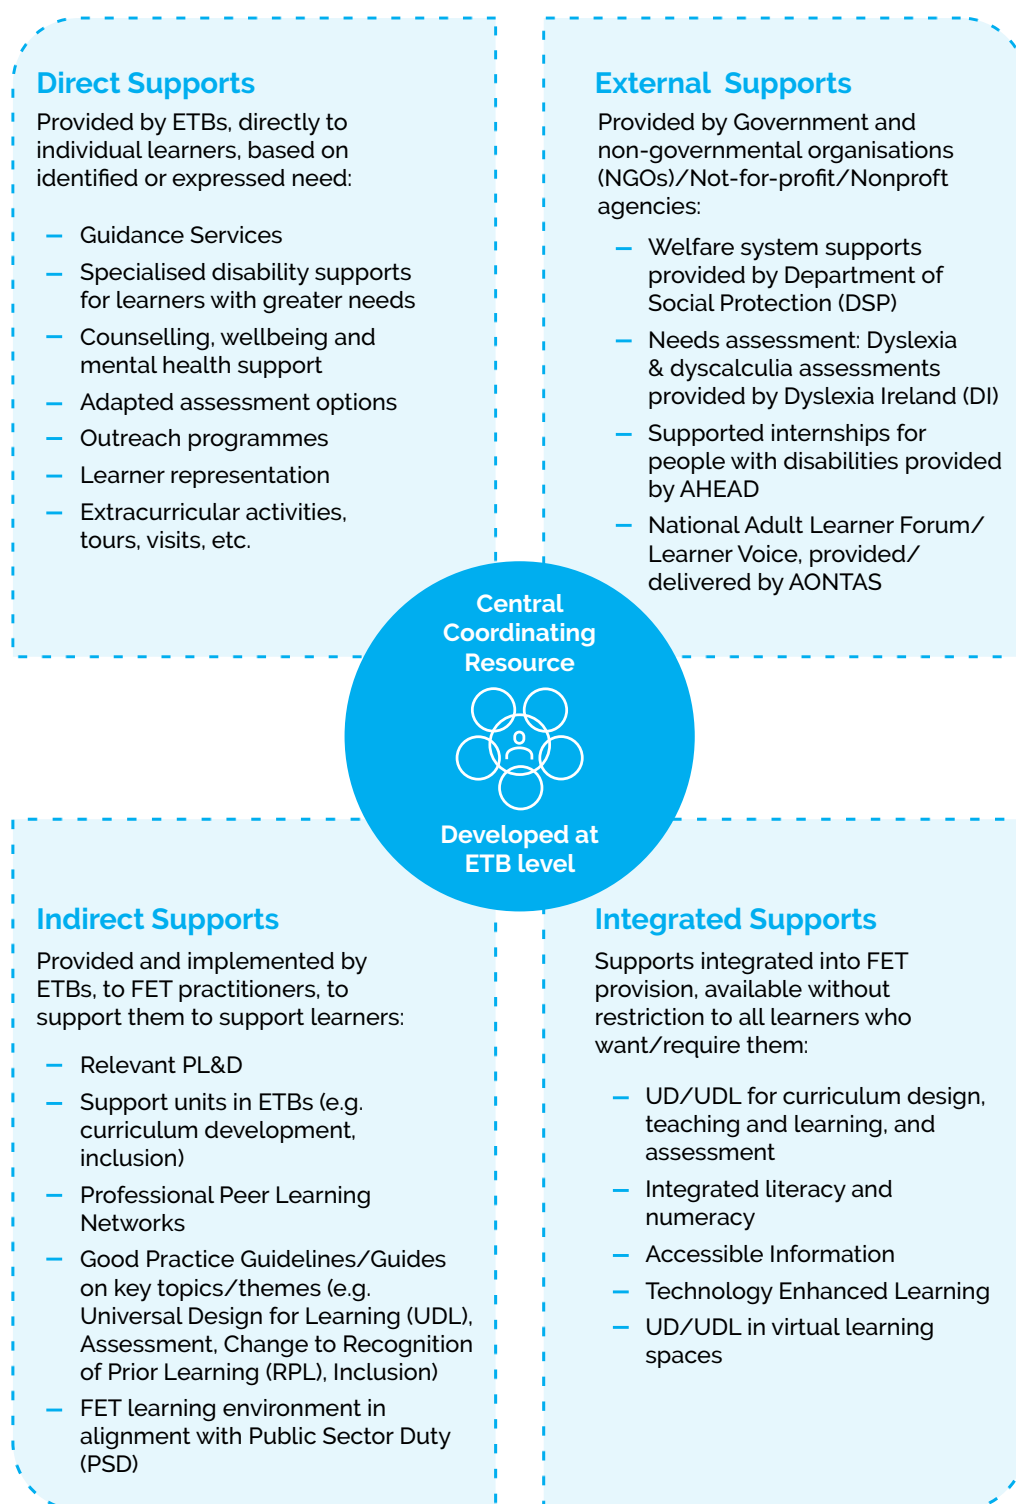 Direct Supports
Provided by ETBs, directly to
individual learners, based on
identified or expressed need:
— Guidance Services
— Specialised disability supports
for learners with greater needs
— Counselling, wellbeing and
mental health support
— Adapted assessment options
— Outreach programmes
— Learner representation
— Extracurricular activities,
tours, visits, etc.
External Supports
Provided by Government and
non-governmental organisations
(NGOs)/Not-for-profit/Nonproft
agencies:
— Welfare system supports
provided by Department of
Social Protection (DSP)
— Needs assessment: Dyslexia
& dyscalculia assessments
provided by Dyslexia Ireland (DI)
— Supported internships for
people with disabilities provided
by AHEAD
— National Adult Learner Forum/
Learner Voice, provided/
delivered by AONTAS
Central
Coordinating
Resource
Developed at
ETB level
Indirect Supports
Provided and implemented by
ETBs, to FET practitioners, to
support them to support learners:
— Relevant PL&D
— Support units in ETBs (e.g.
curriculum development,
inclusion)
— Professional Peer Learning
Networks
— Good Practice Guidelines/Guides
on key topics/themes (e.g.
Universal Design for Learning (UDL),
Assessment, Change to Recognition
of Prior Learning (RPL), Inclusion)
— FET learning environment in
alignment with Public Sector Duty
(PSD)
Integrated Supports
Supports integrated into FET
provision, available without
restriction to all learners who
want/require them:
— UD/UDL for curriculum design,
teaching and learning, and
assessment
— Integrated literacy and
numeracy
— Accessible Information
— Technology Enhanced Learning
— UD/UDL in virtual learning
spaces